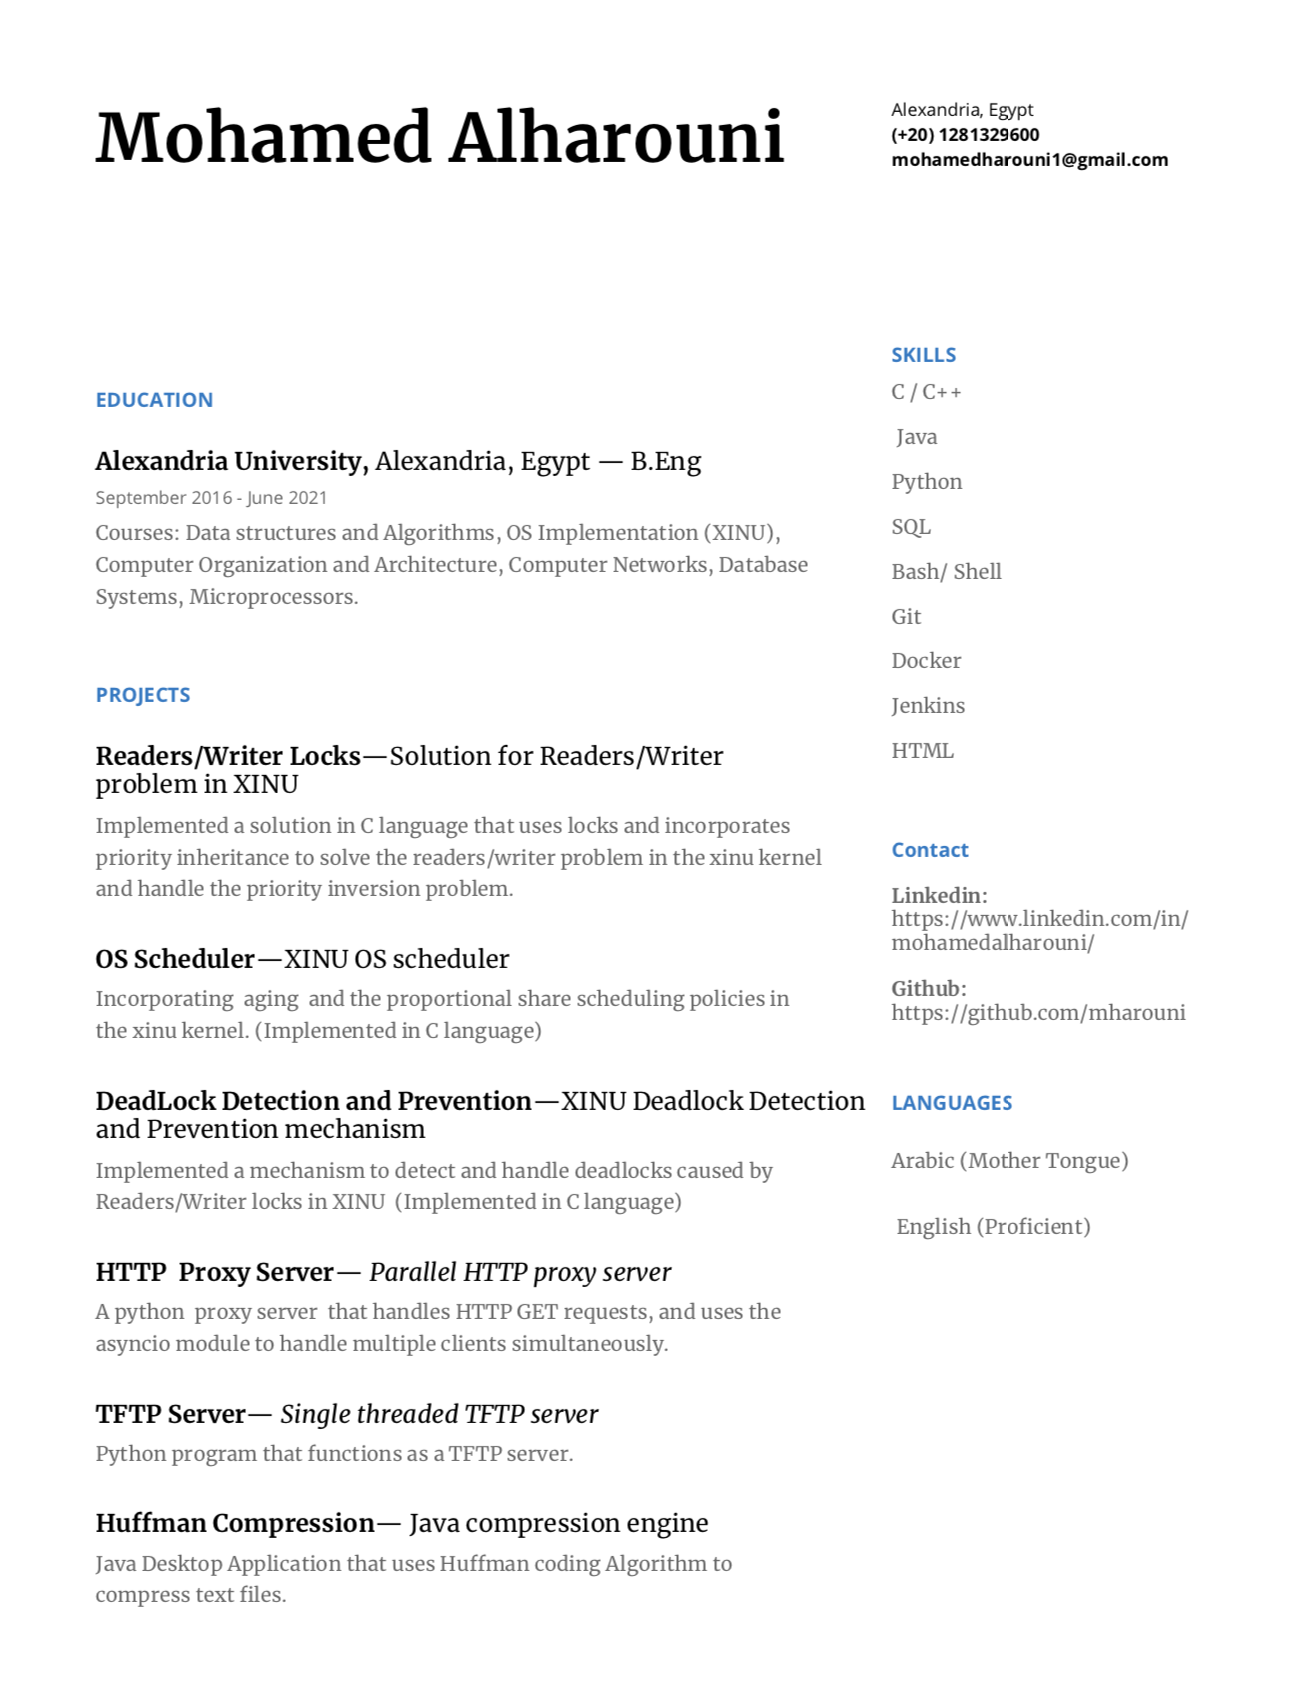 Mohamed Alharouni
Alexandria, Egypt
(+20) 1281329600
mohamedharouni1@gmail.com
EDUCATION
Alexandria University, Alexandria, Egypt — B.Eng
September 2016 - June 2021
Courses: Data structures and Algorithms, OS Implementation (XINU),
Computer Organization and Architecture, Computer Networks, Database
Systems, Microprocessors.
PROJECTS
Readers/Writer Locks—Solution for Readers/Writer
problem in XINU
Implemented a solution in C language that uses locks and incorporates
priority inheritance to solve the readers/writer problem in the xinu kernel
and handle the priority inversion problem.
OS Scheduler—XINU OS scheduler
Incorporating aging and the proportional share scheduling policies in
the xinu kernel. (Implemented in C language)
DeadLock Detection and Prevention—XINU Deadlock Detection
and Prevention mechanism
Implemented a mechanism to detect and handle deadlocks caused by
Readers/Writer locks in XINU (Implemented in C language)
HTTP Proxy Server— Parallel HTTP proxy server
A python proxy server that handles HTTP GET requests, and uses the
asyncio module to handle multiple clients simultaneously.
TFTP Server— Single threaded TFTP server
Python program that functions as a TFTP server.
Huffman Compression— Java compression engine
Java Desktop Application that uses Huffman coding Algorithm to
compress text files.
SKILLS
C / C++
Java
Python
SQL
Bash/ Shell
Git
Docker
Jenkins
HTML
Contact
Linkedin:
https://www.linkedin.com/in/
mohamedalharouni/
Github:
https://github.com/mharouni
LANGUAGES
Arabic (Mother Tongue)
English (Proficient)